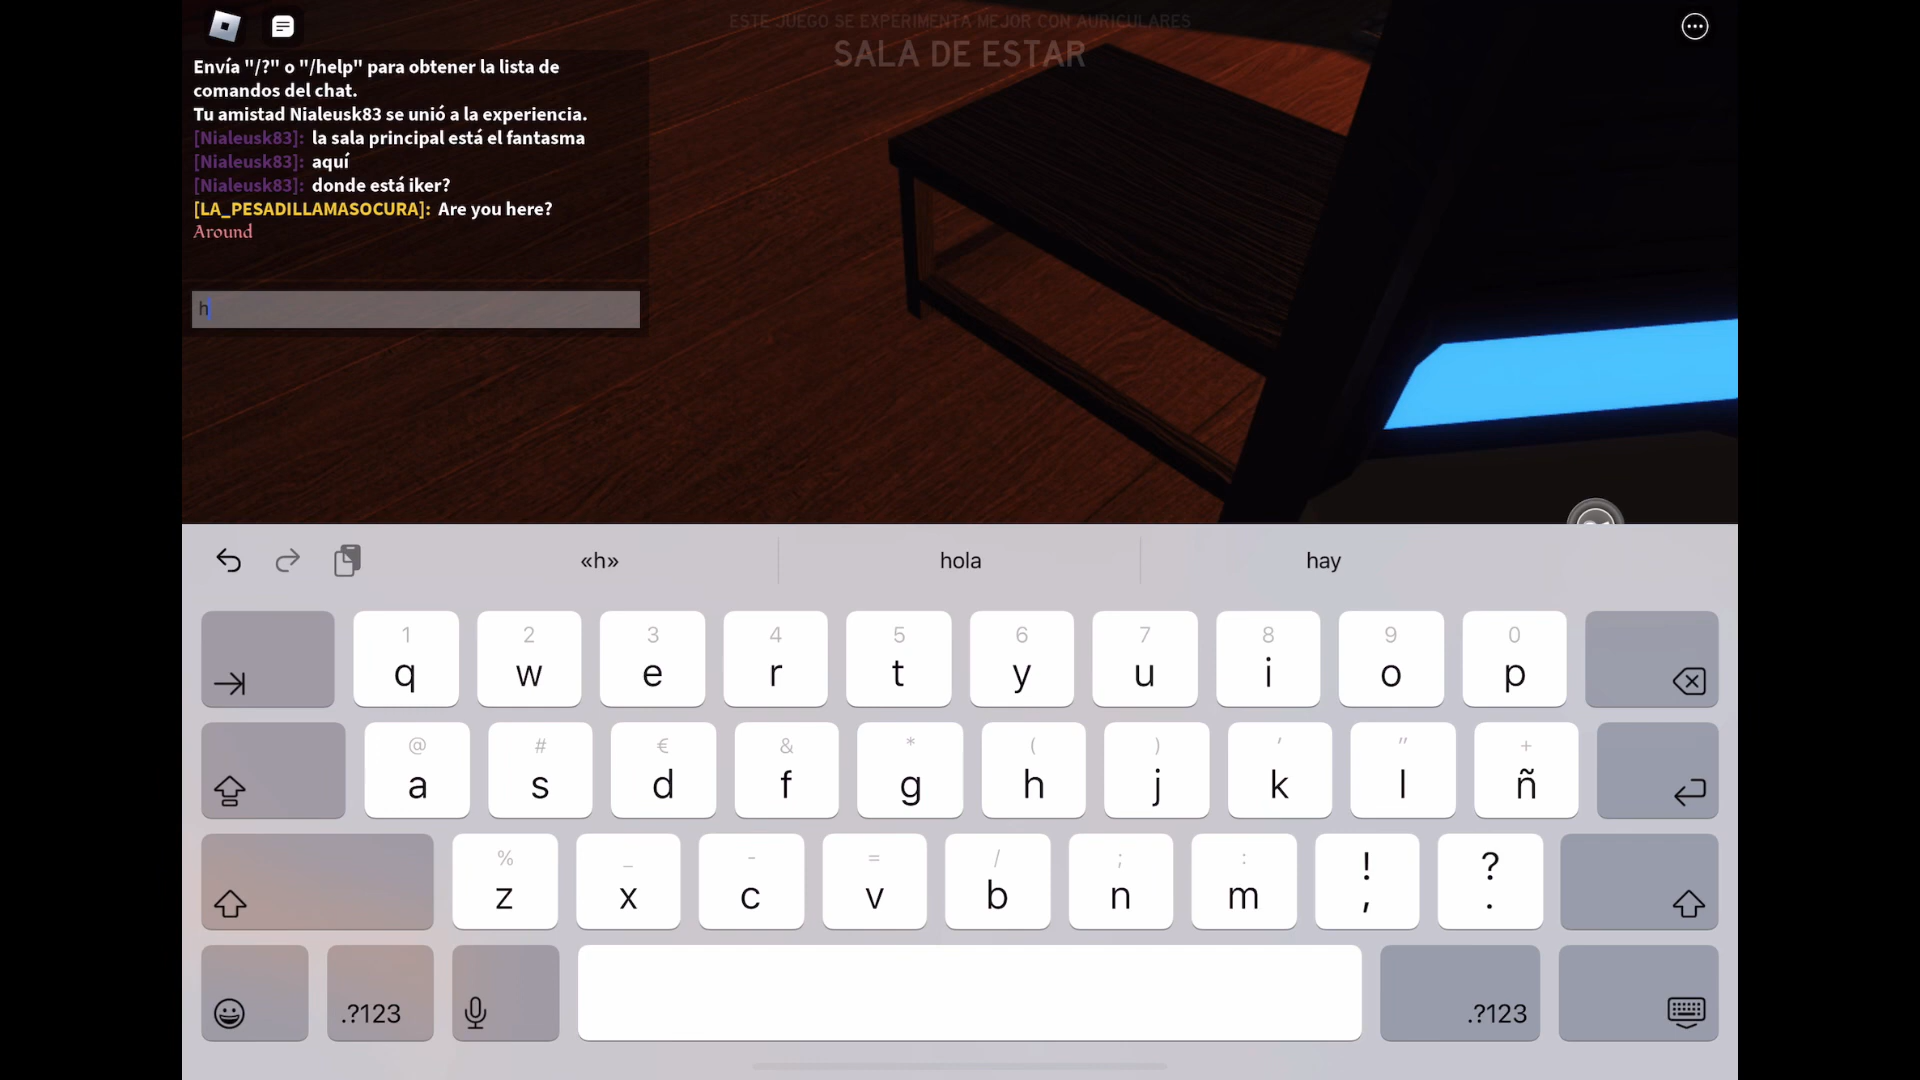 ESTE JUEGO SE EXPERIMENTA MEJOR CON AURICULARES
SALA DE ESTAR
Envía "/?" o "/help" para obtener la lista de
comandos del chat.
Tu amistad Nialeusk83 se unió a la experiencia.
[Nialeusk83]: la sala principal está el fantasma
[Nialeusk83]: aquí
[Nialeusk83]: donde está iker?
[LA_PESADILLAMASOCURA]: Are you here?
Around
h
«h» hola hay
1 2 3 4 5 6 7 8 9 0
q w e r t y u i o p
@ # € & * ( ) ' " +
a s d f g h j k l ñ
% _ - = / ; : ! ?
z x c v b n m , .
.?123 .?123